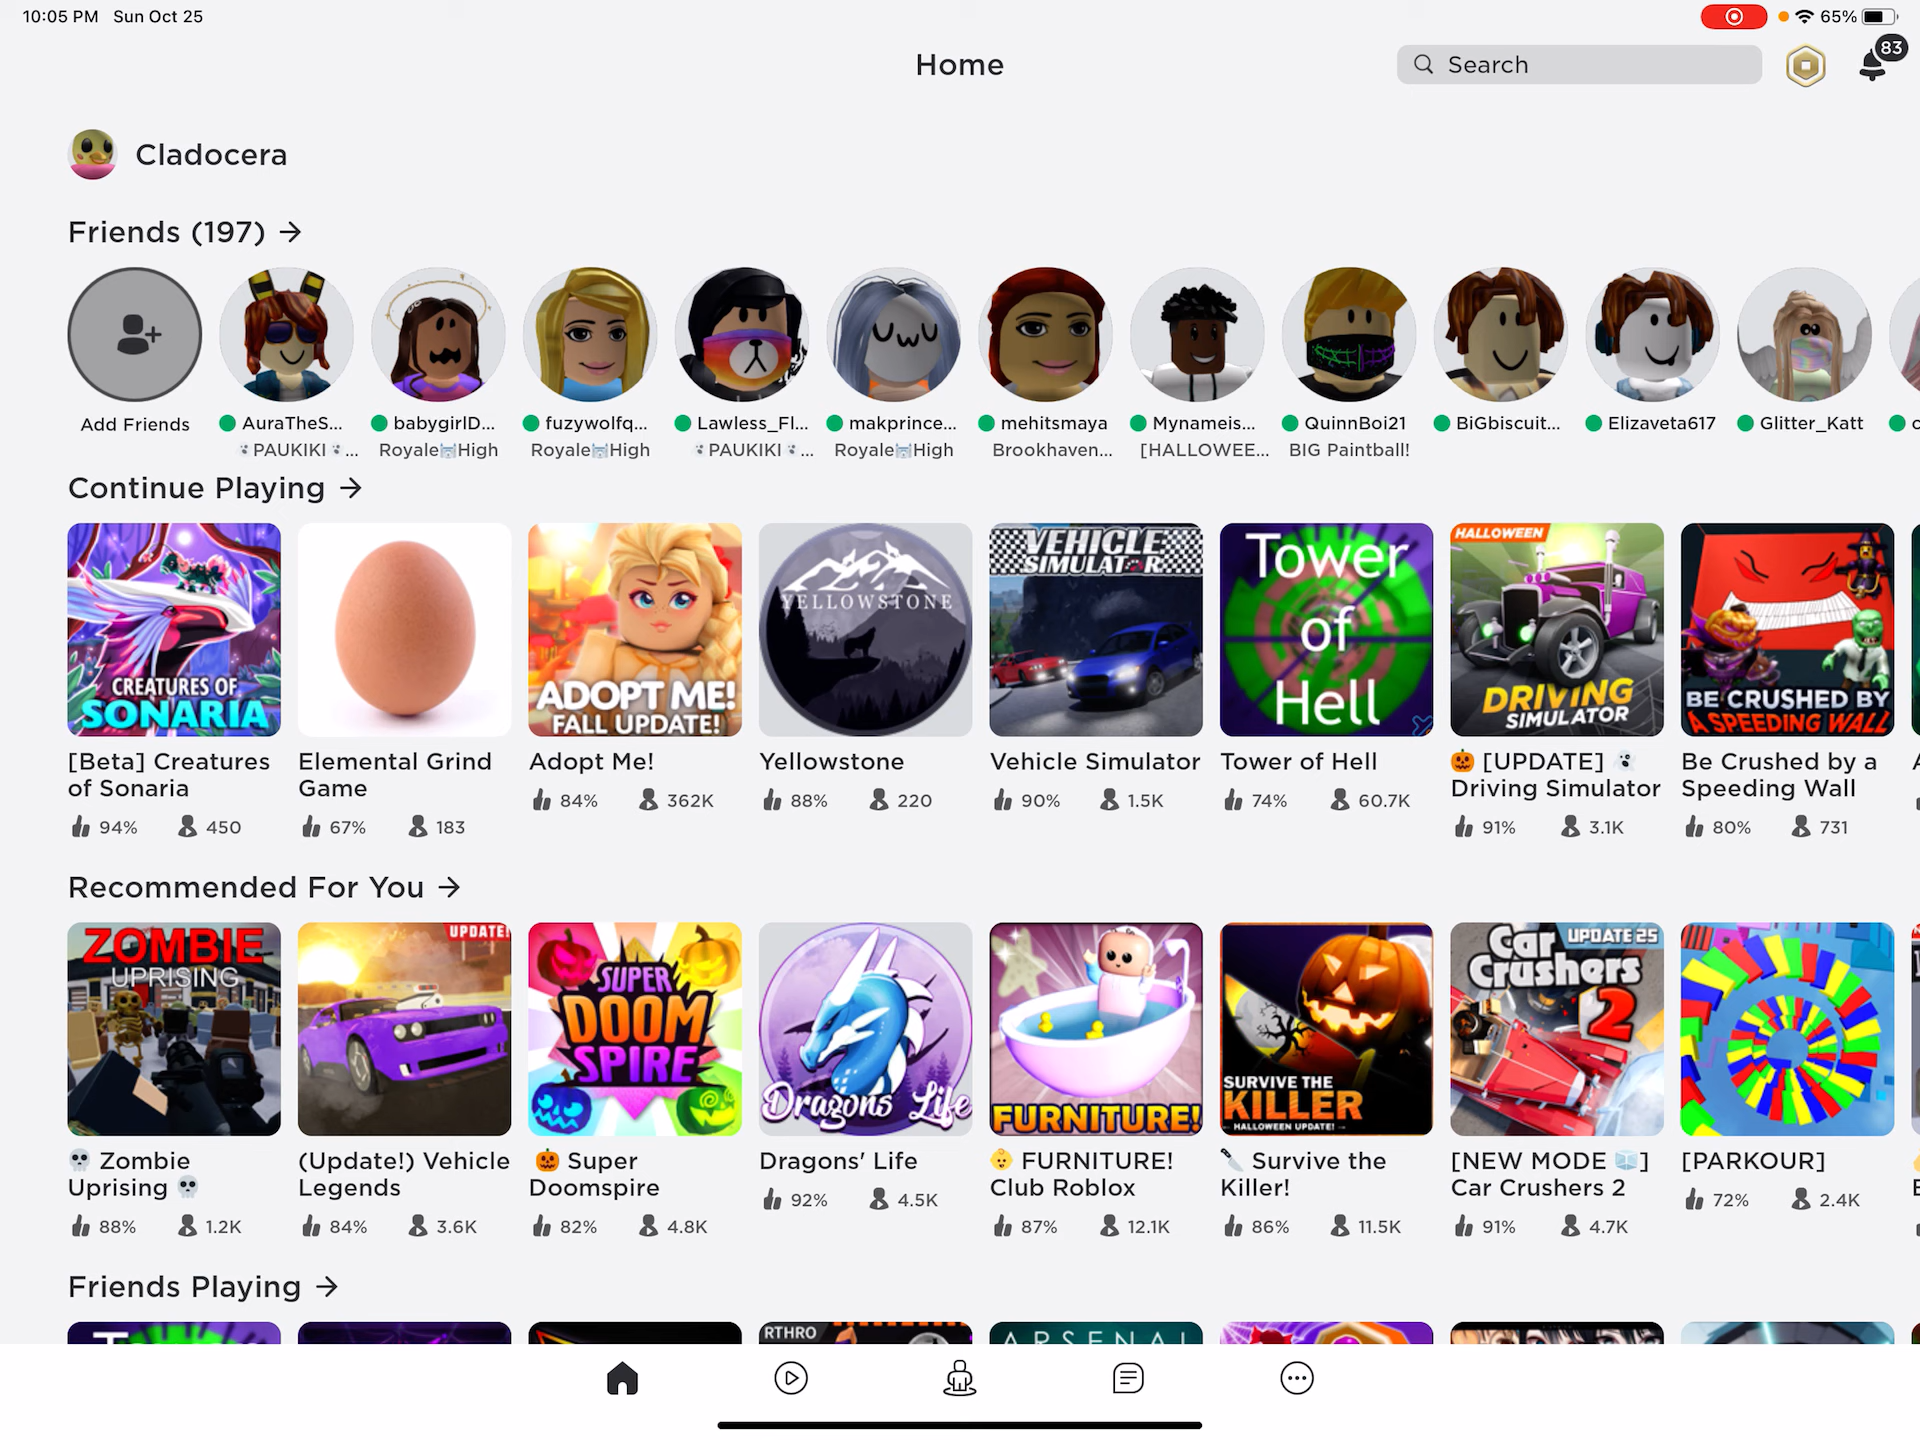 10:05 PM Sun Oct 25
65%
Home
Search
83
Cladocera
Friends (197) →
Add Friends
AuraTheS...
babygirlD...
fuzywolfq...
Lawless_Fl...
makprince...
mehitsmaya
Mynameis...
QuinnBoi21
BiGbiscuit...
Elizaveta617
Glitter_Katt
👻PAUKIKI👻...
Royale🏰High
Royale🏰High
👻PAUKIKI👻...
Royale🏰High
Brookhaven...
[HALLOWEE...
BIG Paintball!
Continue Playing →
CREATURES OF
SONARIA
ADOPT ME!
FALL UPDATE!
YELLOWSTONE
VEHICLE
SIMULATOR
Tower
of
Hell
HALLOWEEN
DRIVING
SIMULATOR
BE CRUSHED BY
A SPEEDING WALL
[Beta] Creatures
of Sonaria
94% 450
Elemental Grind
Game
67% 183
Adopt Me!
84% 362K
Yellowstone
88% 220
Vehicle Simulator
90% 1.5K
Tower of Hell
74% 60.7K
🎃 [UPDATE] 👻
Driving Simulator
91% 3.1K
Be Crushed by a
Speeding Wall
80% 731
Recommended For You →
ZOMBIE
UPRISING
UPDATE!
SUPER
DOOM
SPIRE
Dragons Life
FURNITURE!
SURVIVE THE
KILLER
HALLOWEEN UPDATE!
Car
Crushers
2
UPDATE 25
💀 Zombie
Uprising 💀
88% 1.2K
(Update!) Vehicle
Legends
84% 3.6K
🎃 Super
Doomspire
82% 4.8K
Dragons' Life
92% 4.5K
👶 FURNITURE!
Club Roblox
87% 12.1K
🔪 Survive the
Killer!
86% 11.5K
[NEW MODE 🧊]
Car Crushers 2
91% 4.7K
[PARKOUR]
72% 2.4K
Friends Playing →
RTHRO
ARSENAL